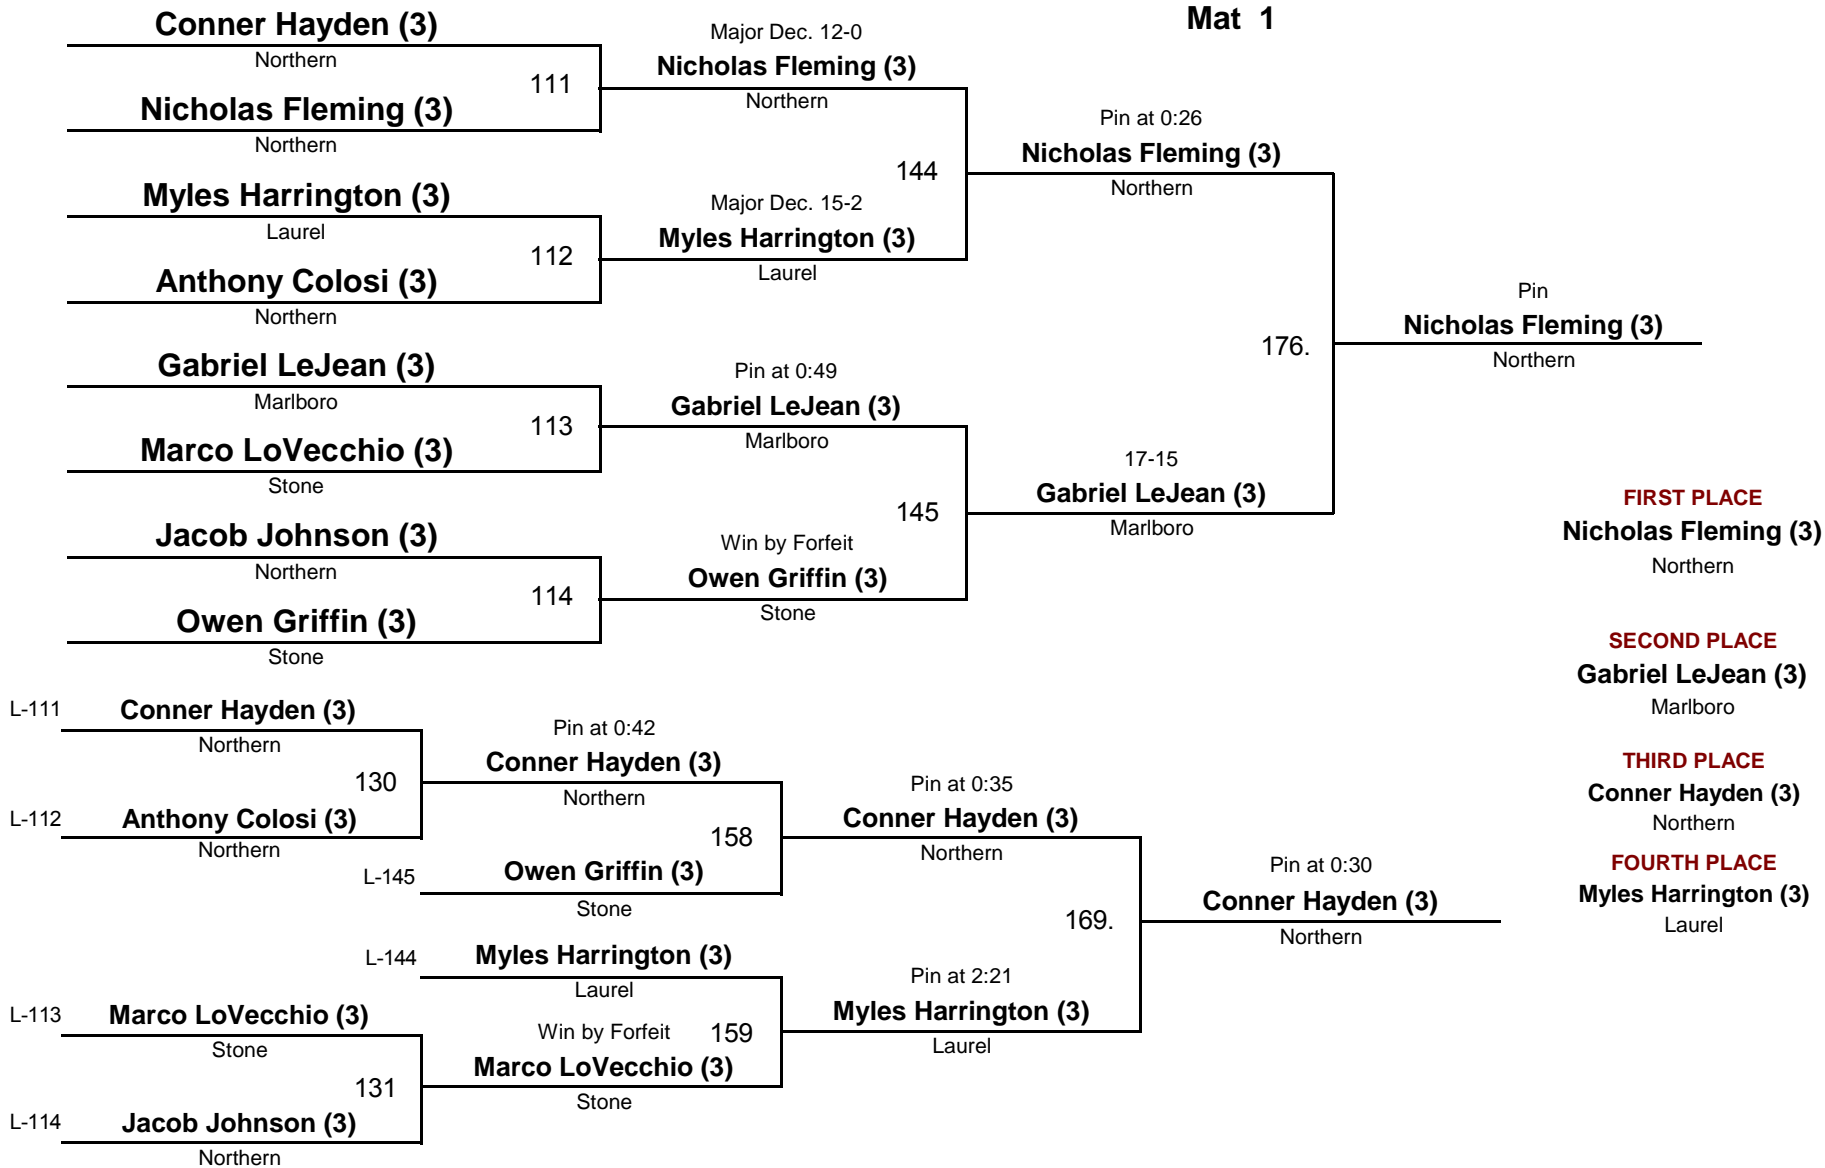 Mat 1
Conner Hayden (3)
Northern
111
Nicholas Fleming (3)
Northern
Myles Harrington (3)
Laurel
112
Anthony Colosi (3)
Northern
Gabriel LeJean (3)
Marlboro
113
Marco LoVecchio (3)
Stone
Jacob Johnson (3)
Northern
114
Owen Griffin (3)
Stone
Major Dec. 12-0
Nicholas Fleming (3)
Northern
144
Major Dec. 15-2
Myles Harrington (3)
Laurel
Pin at 0:49
Gabriel LeJean (3)
Marlboro
145
Win by Forfeit
Owen Griffin (3)
Stone
Pin at 0:26
Nicholas Fleming (3)
Northern
176.
17-15
Gabriel LeJean (3)
Marlboro
Pin
Nicholas Fleming (3)
Northern
FIRST PLACE
Nicholas Fleming (3)
Northern
SECOND PLACE
Gabriel LeJean (3)
Marlboro
THIRD PLACE
Conner Hayden (3)
Northern
FOURTH PLACE
Myles Harrington (3)
Laurel
L-111
Conner Hayden (3)
Northern
130
L-112
Anthony Colosi (3)
Northern
Pin at 0:42
Conner Hayden (3)
Northern
158
L-145
Owen Griffin (3)
Stone
L-144
Myles Harrington (3)
Laurel
L-113
Marco LoVecchio (3)
Stone
131
L-114
Jacob Johnson (3)
Northern
Win by Forfeit
159
Marco LoVecchio (3)
Stone
Pin at 0:35
Conner Hayden (3)
Northern
169.
Pin at 2:21
Myles Harrington (3)
Laurel
Pin at 0:30
Conner Hayden (3)
Northern